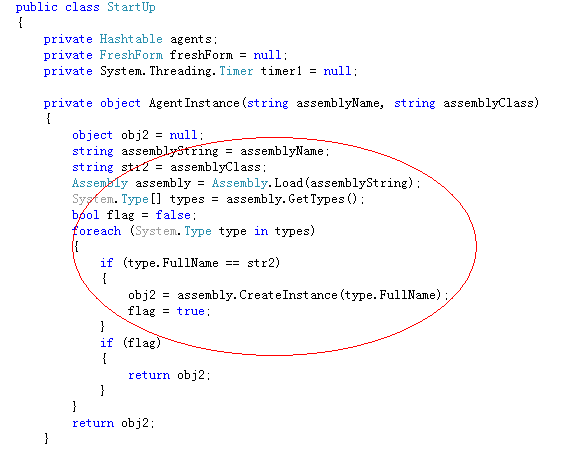 public class StartUp
{
    private Hashtable agents;
    private FreshForm freshForm = null;
    private System.Threading.Timer timer1 = null;

    private object AgentInstance(string assemblyName, string assemblyClass)
    {
        object obj2 = null;
        string assemblyString = assemblyName;
        string str2 = assemblyClass;
        Assembly assembly = Assembly.Load(assemblyString);
        System.Type[] types = assembly.GetTypes();
        bool flag = false;
        foreach (System.Type type in types)
        {
            if (type.FullName == str2)
            {
                obj2 = assembly.CreateInstance(type.FullName);
                flag = true;
            }
            if (flag)
            {
                return obj2;
            }
        }
        return obj2;
    }